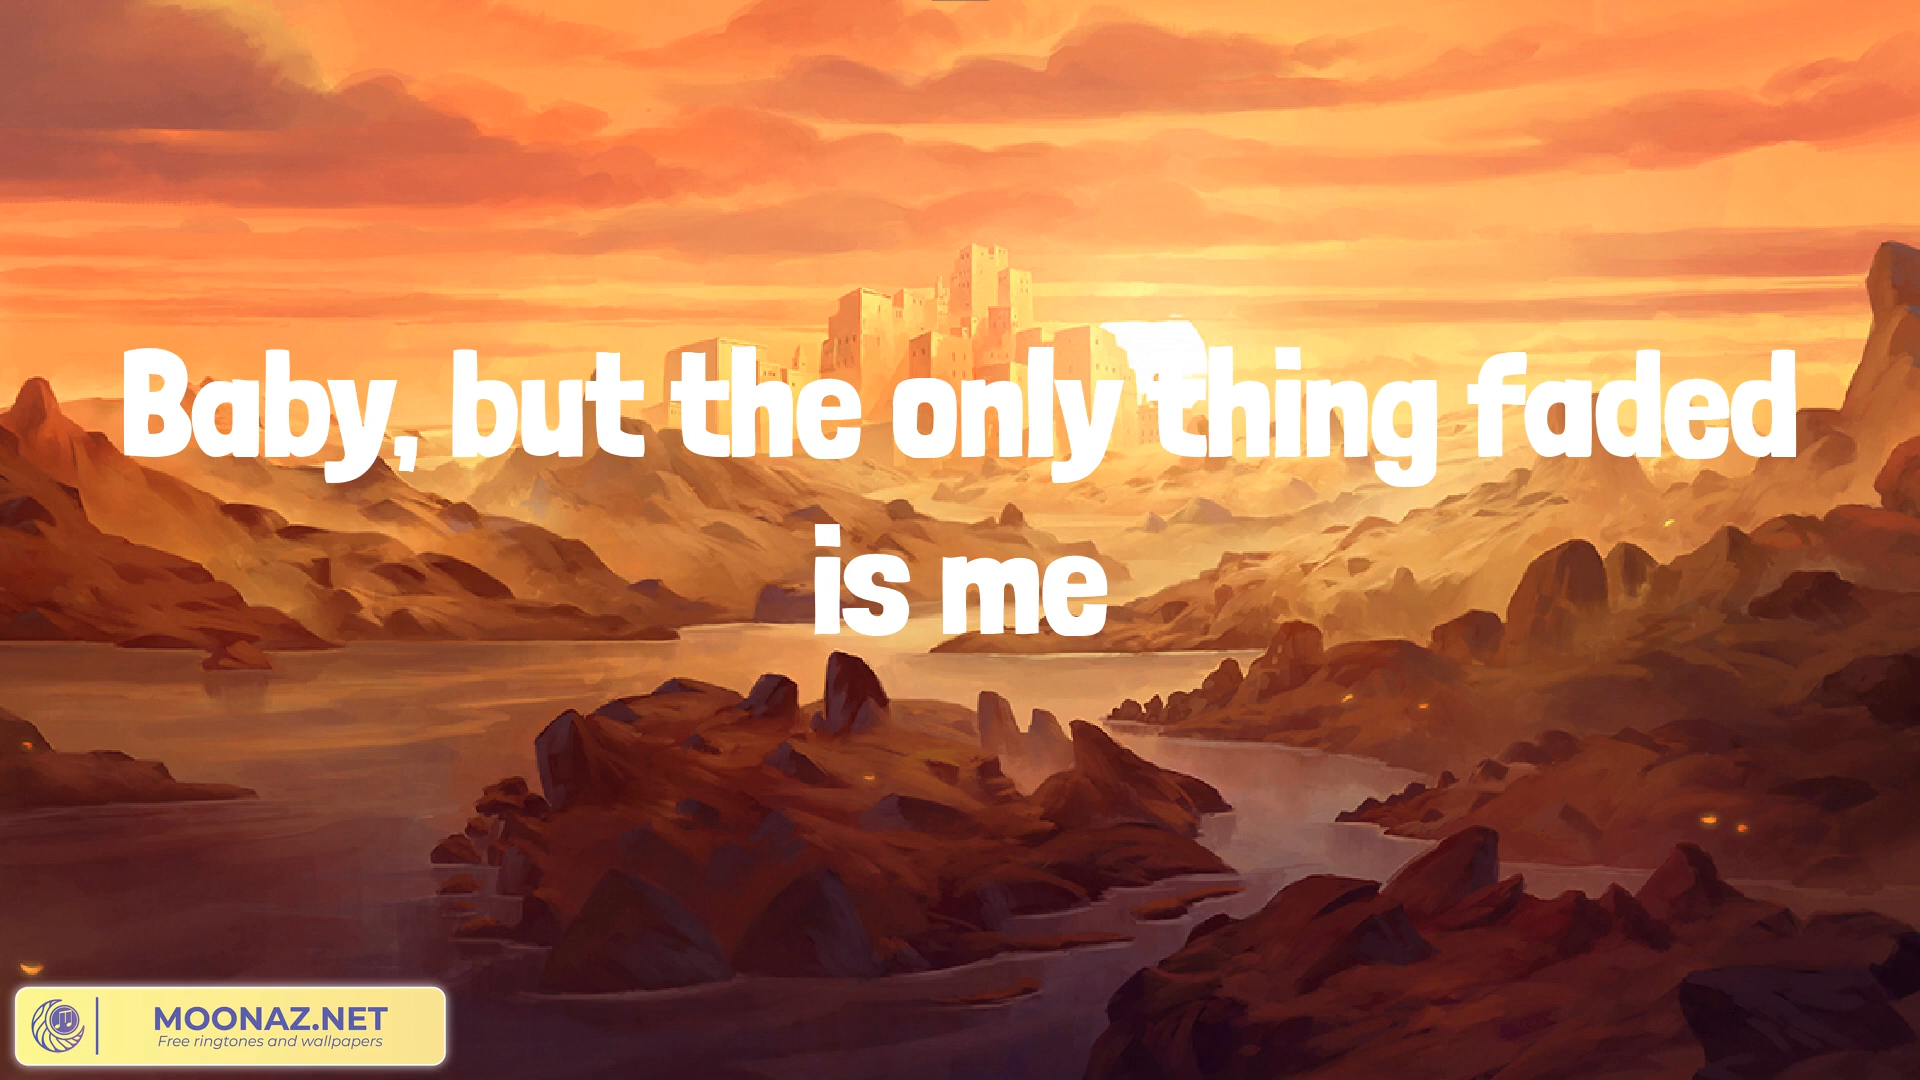 Baby, but the only thing faded
is me
MOONAZ.NET
Free ringtones and wallpapers